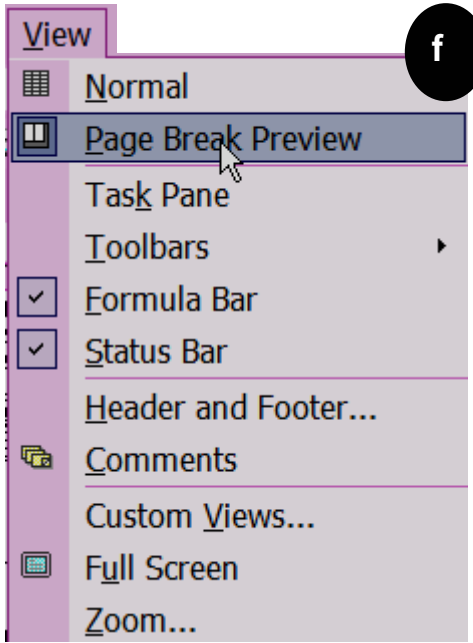 View
f
Normal
Page Break Preview
Task Pane
Toolbars
Formula Bar
Status Bar
Header and Footer...
Comments
Custom Views...
Full Screen
Zoom...